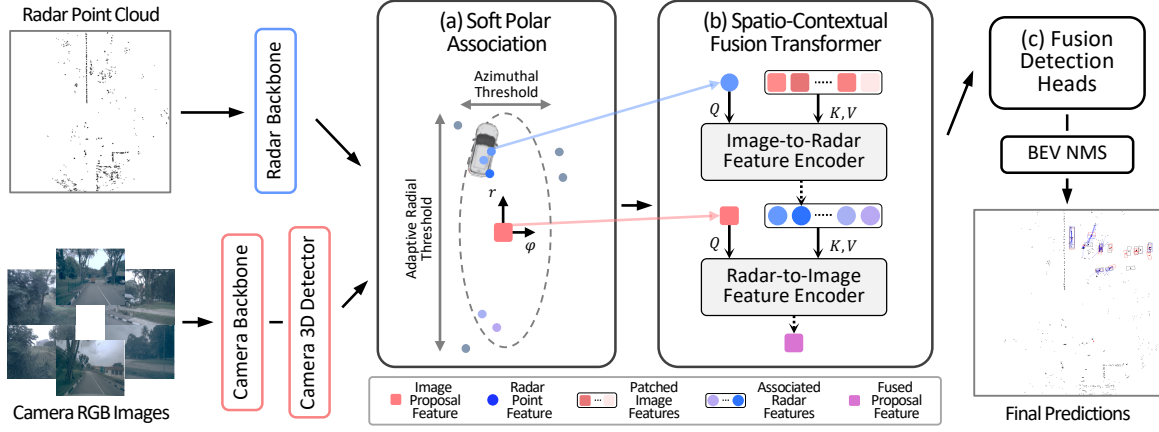 Radar Point Cloud
Radar Backbone
Camera Backbone
Camera 3D Detector
Camera RGB Images
(a) Soft Polar
Association
Azimuthal
Threshold
Adaptive Radial
Threshold
r
φ
(b) Spatio-Contextual
Fusion Transformer
Q
K, V
Image-to-Radar
Feature Encoder
Q
K, V
Radar-to-Image
Feature Encoder
(c) Fusion
Detection
Heads
BEV NMS
Final Predictions
Image
Proposal
Feature
Radar
Point
Feature
Patched
Image
Features
Associated
Radar
Features
Fused
Proposal
Feature